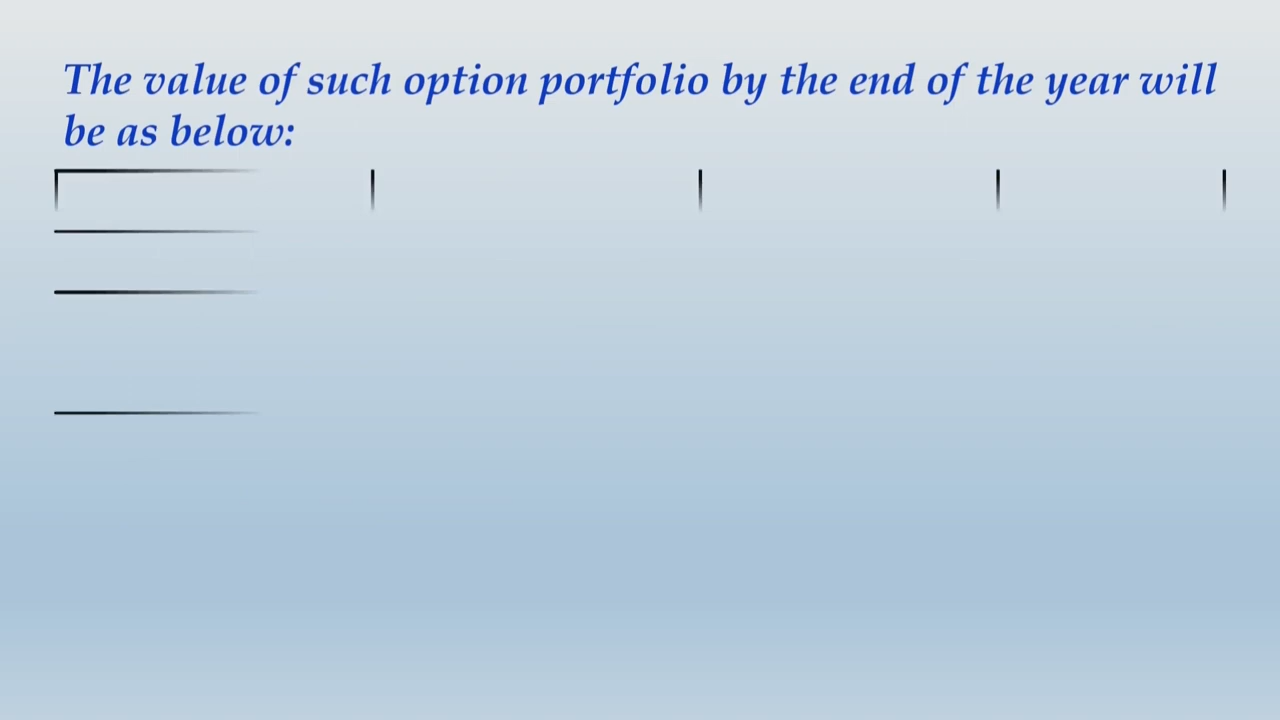 The value of such option portfolio by the end of the year will
be as below: